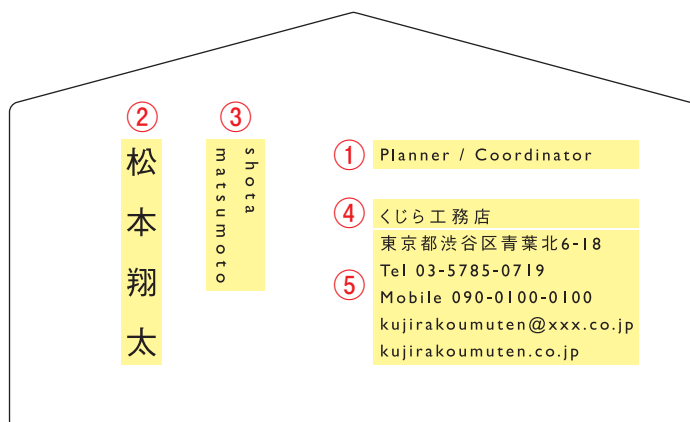 ②
松本翔太
③
shota
matsumoto
①
Planner / Coordinator
④
くじら工務店
⑤
東京都渋谷区青葉北6-18
Tel 03-5785-0719
Mobile 090-0100-0100
kujirakoumuten@xxx.co.jp
kujirakoumuten.co.jp